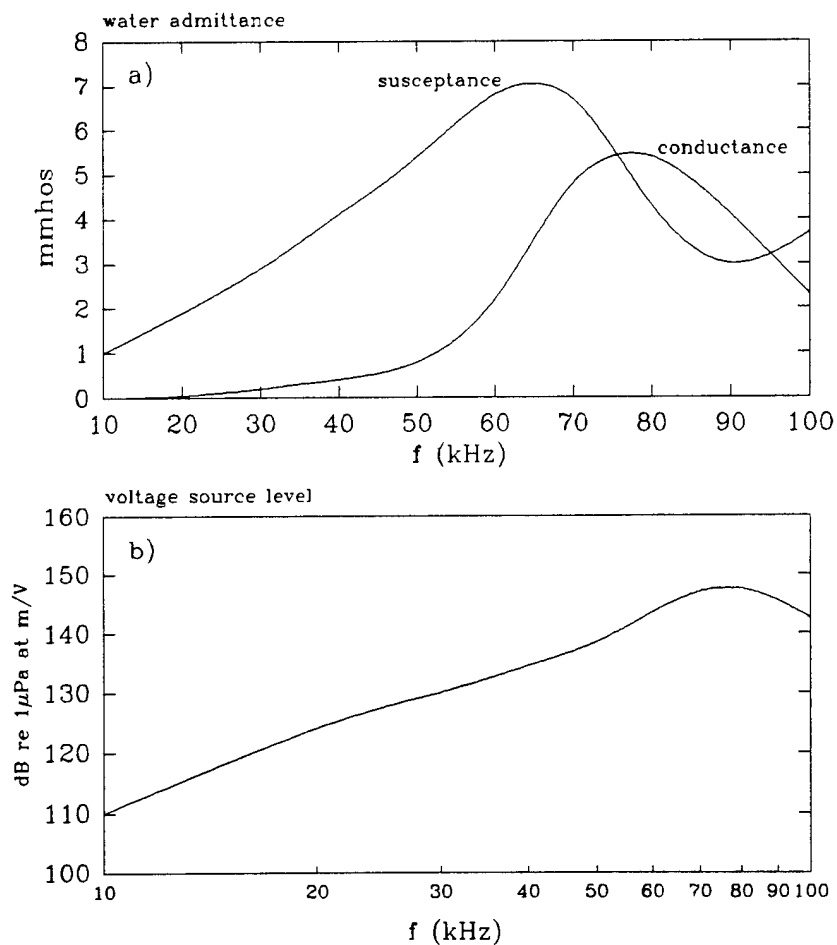 water admittance
a)
susceptance
conductance
mmhos
8
7
6
5
4
3
2
1
0
10 20 30 40 50 60 70 80 90 100
f (kHz)
voltage source level
b)
dB re 1μPa at m/V
160
150
140
130
120
110
100
10 20 30 40 50 60 70 80 90 100
f (kHz)